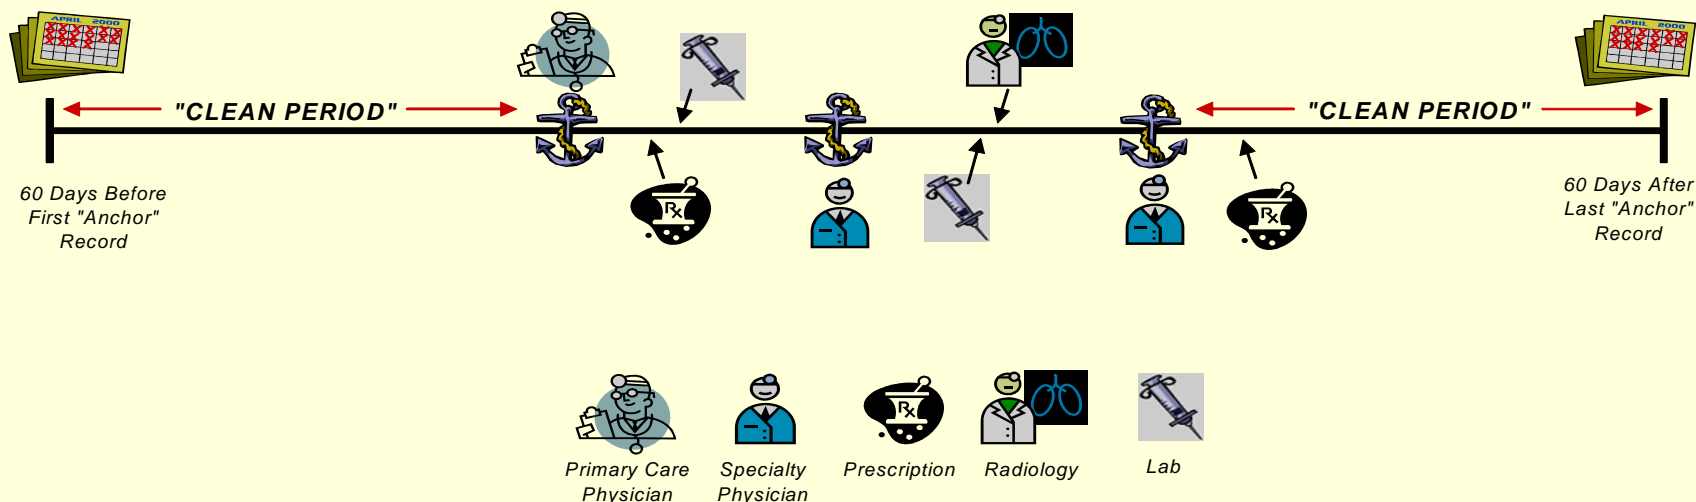 APRIL 2000
APRIL 2000
"CLEAN PERIOD"
"CLEAN PERIOD"
60 Days Before
First "Anchor"
Record
Rx
Rx
60 Days After
Last "Anchor"
Record
Rx
Primary Care
Physician
Specialty
Physician
Prescription
Radiology
Lab